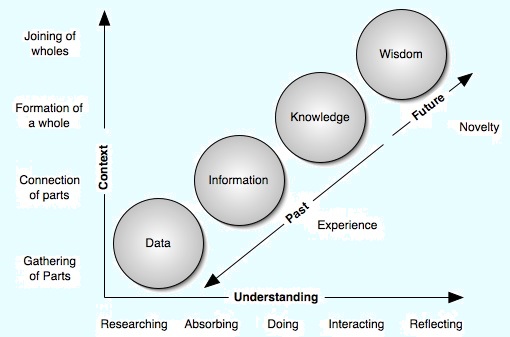 Joining of
wholes
Wisdom
Future
Formation of
a whole
Knowledge
Novelty
Context
Connection
of parts
Information
Past
Experience
Data
Gathering
of Parts
Understanding
Researching
Absorbing
Doing
Interacting
Reflecting